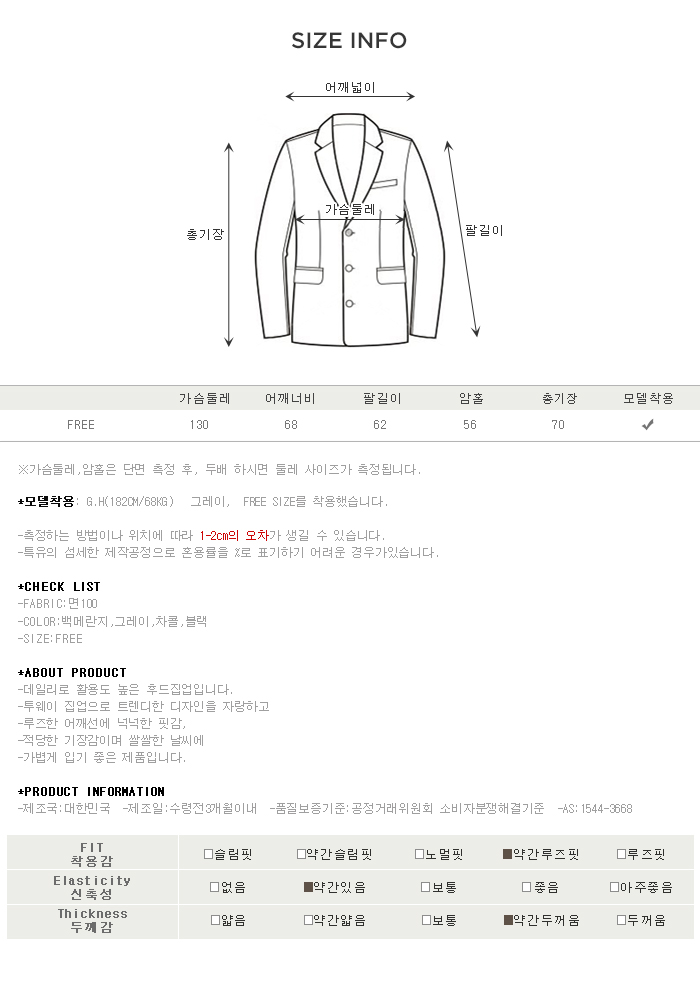 SIZE INFO
어깨넓이
가슴둘레
총기장
팔길이
가슴둘레 어깨너비 팔길이 암홀 총기장 모델착용
FREE 130 68 62 56 70 ✔
※가슴둘레,암홀은 단면 측정 후, 두배 하시면 둘레 사이즈가 측정됩니다.
*모델착용: G.H(182CM/68KG) 그레이, FREE SIZE를 착용했습니다.
-측정하는 방법이나 위치에 따라 1-2cm의 오차가 생길 수 있습니다.
-특유의 섬세한 제작공정으로 혼용률을 %로 표기하기 어려운 경우가있습니다.
*CHECK LIST
-FABRIC:면100
-COLOR:백메란지,그레이,차콜,블랙
-SIZE:FREE
*ABOUT PRODUCT
-데일리로 활용도 높은 후드집업입니다.
-투웨이 집업으로 트렌디한 디자인을 자랑하고
-루즈한 어깨선에 넉넉한 핏감,
-적당한 기장감이며 쌀쌀한 날씨에
-가볍게 입기 좋은 제품입니다.
*PRODUCT INFORMATION
-제조국:대한민국 -제조일:수령전3개월이내 -품질보증기준:공정거래위원회 소비자분쟁해결기준 -AS:1544-3668
FIT
착용감
□슬림핏 □약간슬림핏 □노멀핏 ■약간루즈핏 □루즈핏
Elasticity
신축성
□없음 ■약간있음 □보통 □좋음 □아주좋음
Thickness
두께감
□얇음 □약간얇음 □보통 ■약간두꺼움 □두꺼움